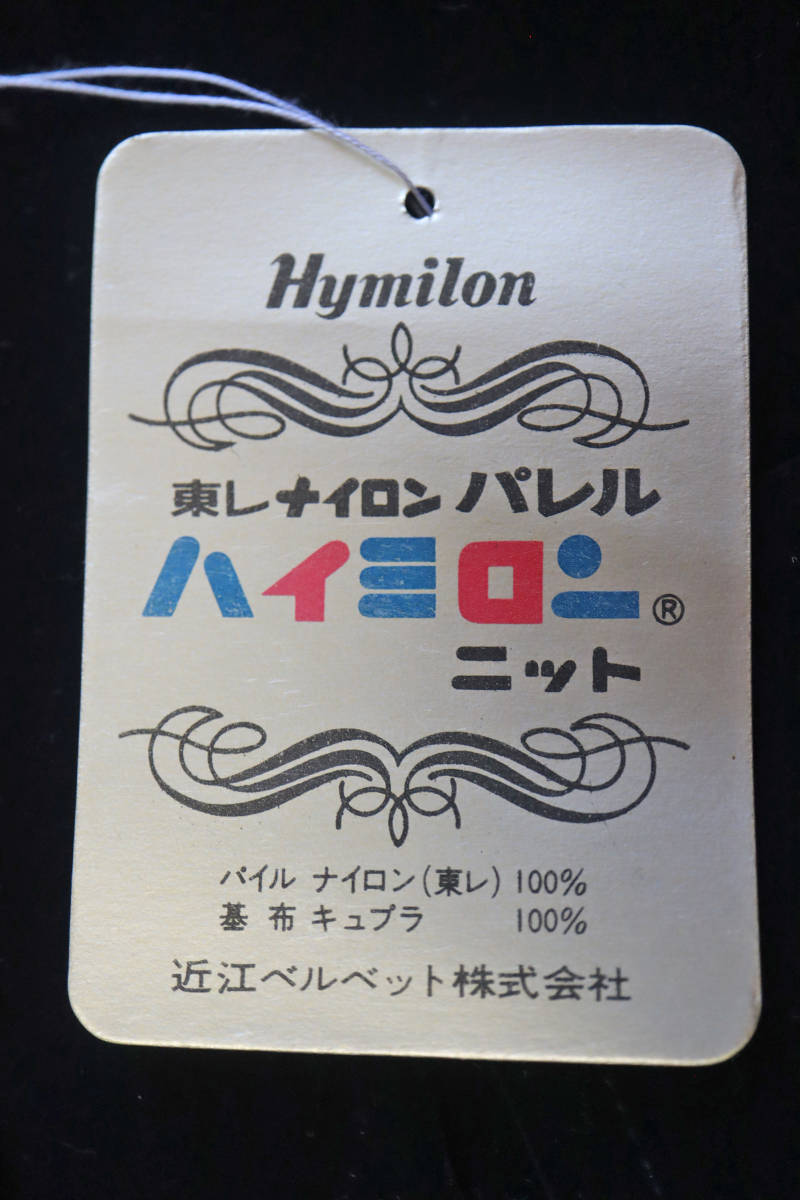 Hymilon
東レナイロン パレル
ハイミロン®
ニット
パイル ナイロン(東レ) 100%
基布 キュプラ 100%
近江ベルベット株式会社